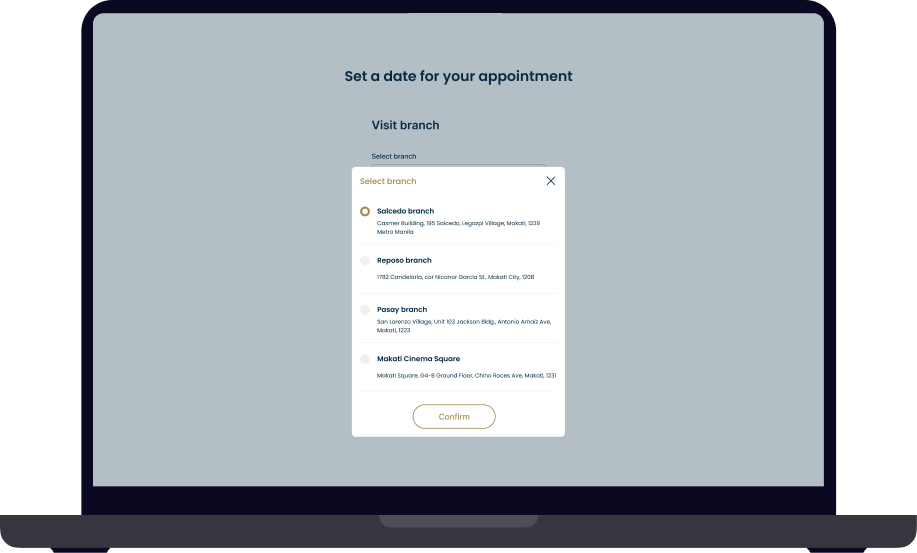 Set a date for your appointment
Visit branch
Select branch
Select branch
Salcedo branch
Casmer Building, 195 Salcedo, Legazpi Village, Makati, 1229
Metro Manila
Reposo branch
1782 Candelaria, cor Nicanor Garcia St., Makati City, 1208
Pasay branch
San Lorenzo Village, Unit 103 Jackson Bldg., Antonio Arnaiz Ave,
Makati, 1223
Makati Cinema Square
Makati Square, G4-B Ground Floor, Chino Roces Ave, Makati, 1231
Confirm